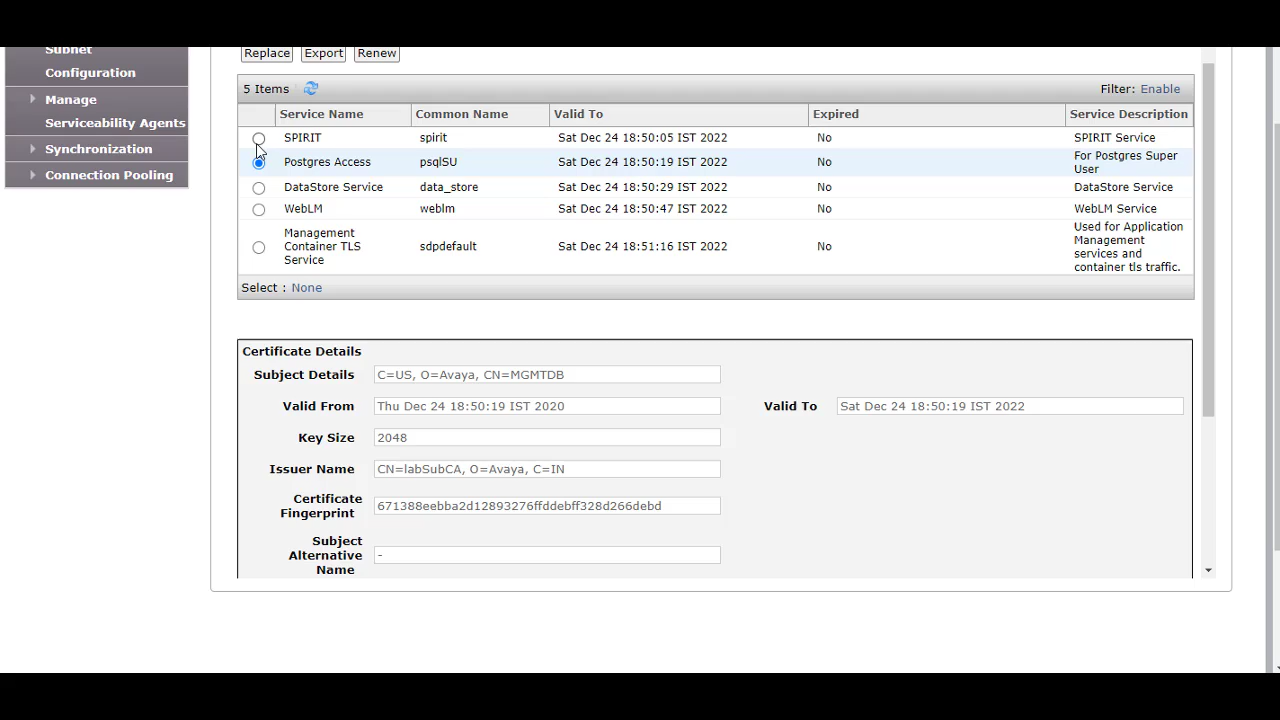 Subnet
Configuration
Manage
Serviceability Agents
Synchronization
Connection Pooling
Replace Export Renew
5 Items Filter: Enable
Service Name Common Name Valid To Expired Service Description
SPIRIT spirit Sat Dec 24 18:50:05 IST 2022 No SPIRIT Service
Postgres Access psqlSU Sat Dec 24 18:50:19 IST 2022 No For Postgres Super
User
DataStore Service data_store Sat Dec 24 18:50:29 IST 2022 No DataStore Service
WebLM weblm Sat Dec 24 18:50:47 IST 2022 No WebLM Service
Management
Container TLS
Service
sdpdefault Sat Dec 24 18:51:16 IST 2022 No
Used for Application
Management
services and
container tls traffic.
Select : None
Certificate Details
Subject Details C=US, O=Avaya, CN=MGMTDB
Valid From Thu Dec 24 18:50:19 IST 2020 Valid To Sat Dec 24 18:50:19 IST 2022
Key Size 2048
Issuer Name CN=labSubCA, O=Avaya, C=IN
Certificate
Fingerprint
671388eebba2d12893276ffddebff328d266debd
Subject
Alternative
Name
-